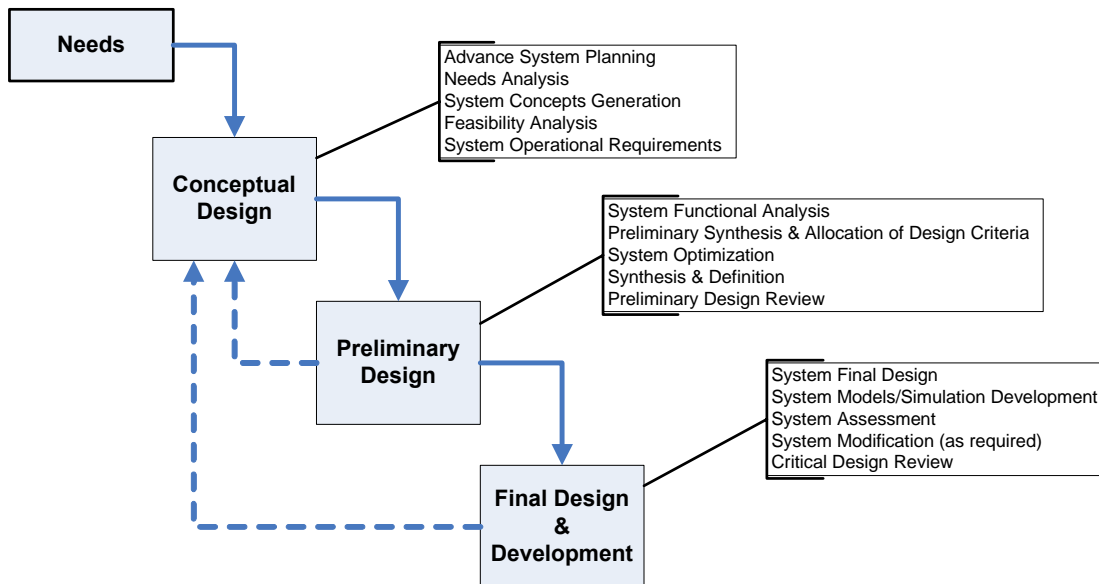 Needs
Advance System Planning
Needs Analysis
System Concepts Generation
Feasibility Analysis
System Operational Requirements
Conceptual
Design
System Functional Analysis
Preliminary Synthesis & Allocation of Design Criteria
System Optimization
Synthesis & Definition
Preliminary Design Review
Preliminary
Design
System Final Design
System Models/Simulation Development
System Assessment
System Modification (as required)
Critical Design Review
Final Design
&
Development